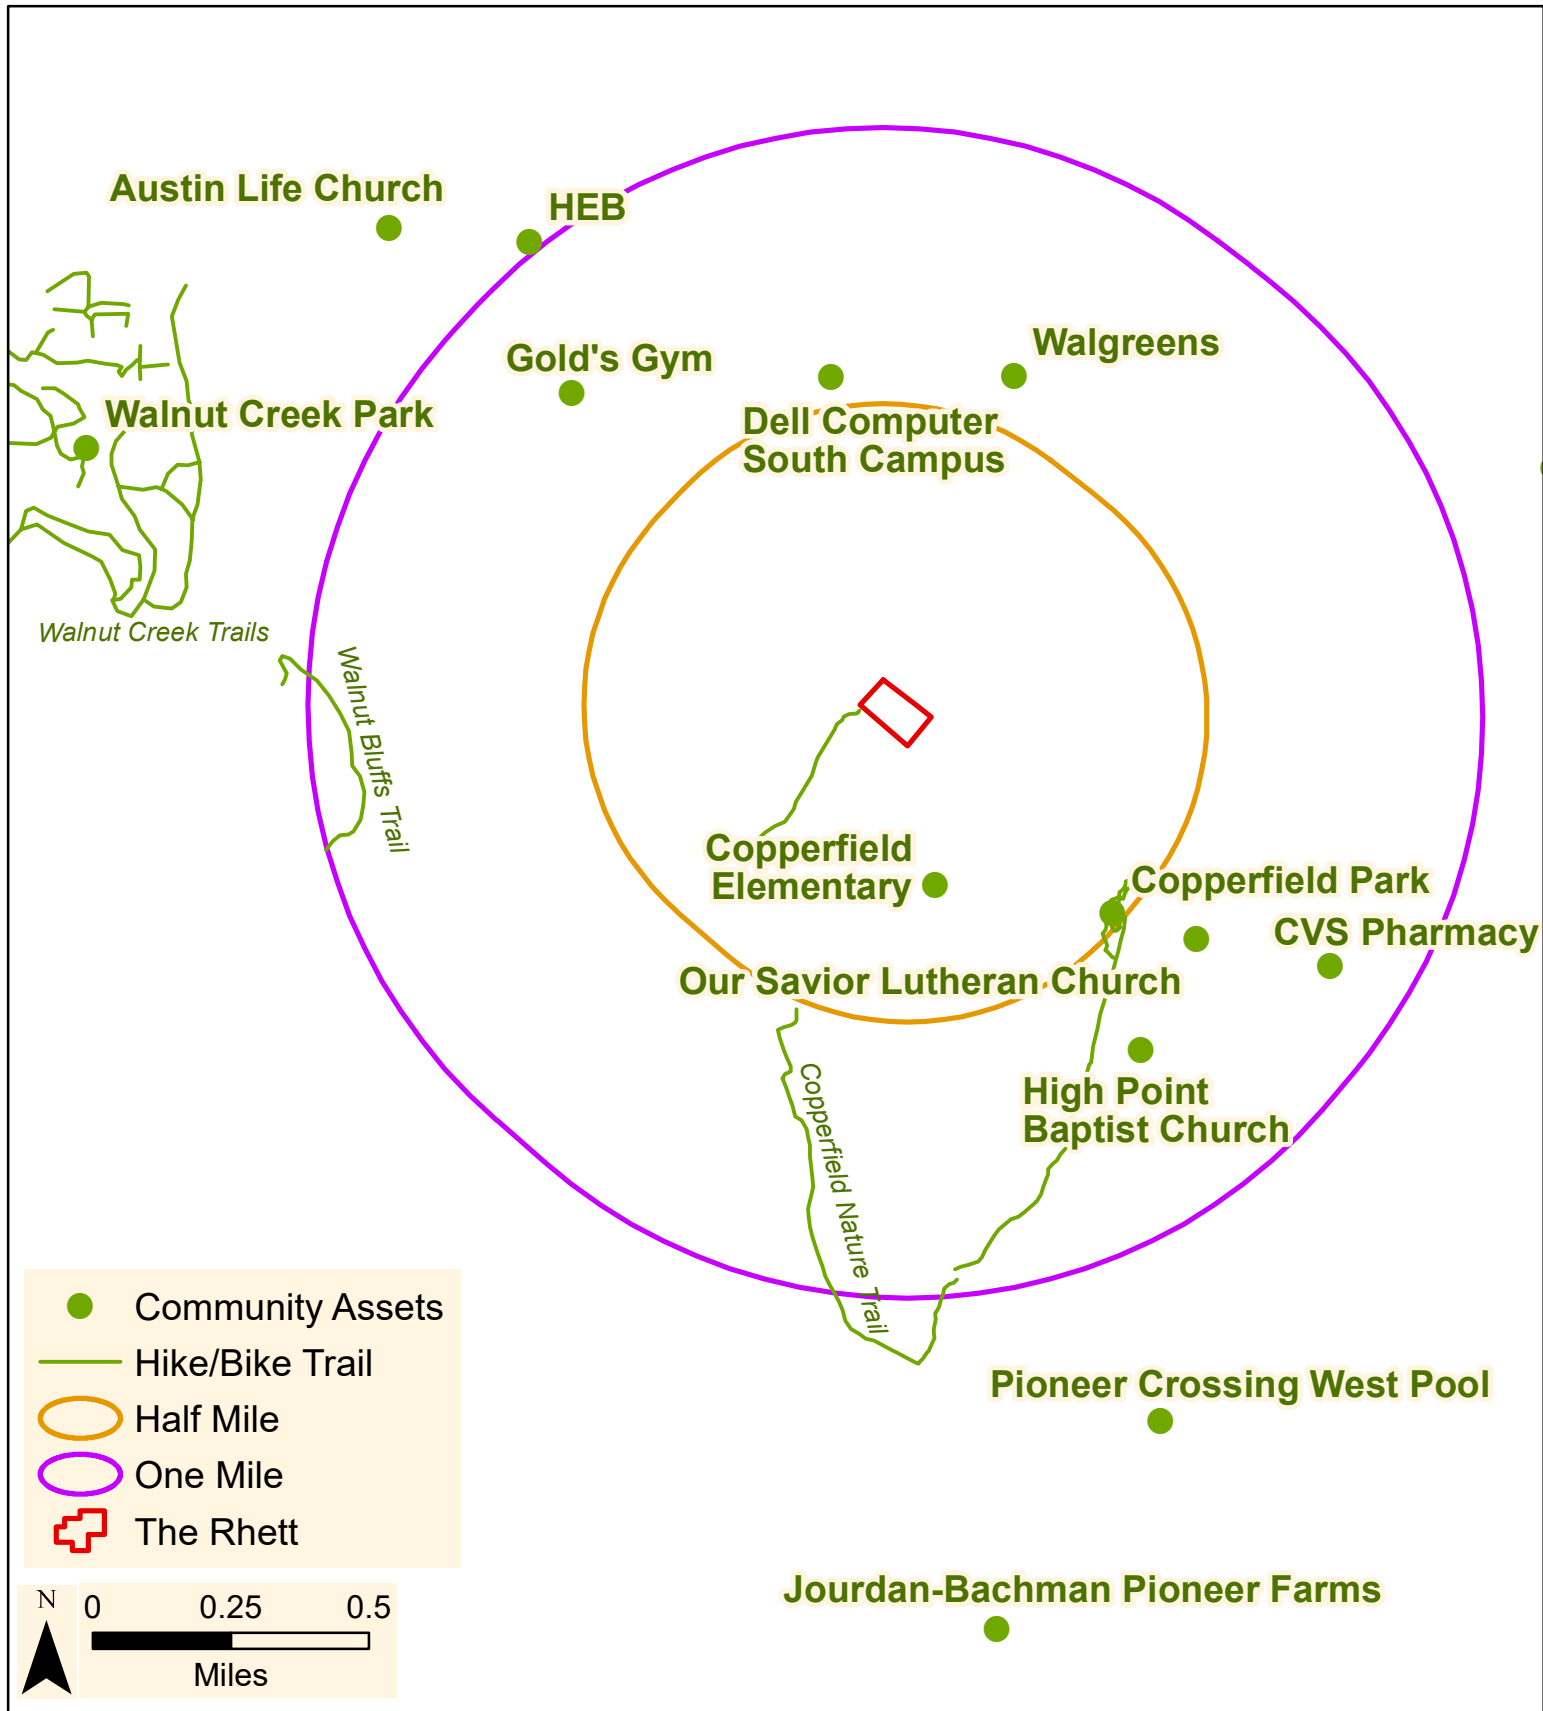 Austin Life Church
HEB
Gold's Gym
Walgreens
Walnut Creek Park
Dell Computer
South Campus
Walnut Creek Trails
Walnut Bluffs Trail
Copperfield
Elementary
Copperfield Park
CVS Pharmacy
Our Savior Lutheran Church
Copperfield Nature Trail
High Point
Baptist Church
Community Assets
Hike/Bike Trail
Half Mile
One Mile
The Rhett
Pioneer Crossing West Pool
Jourdan-Bachman Pioneer Farms
N
0 0.25 0.5
Miles